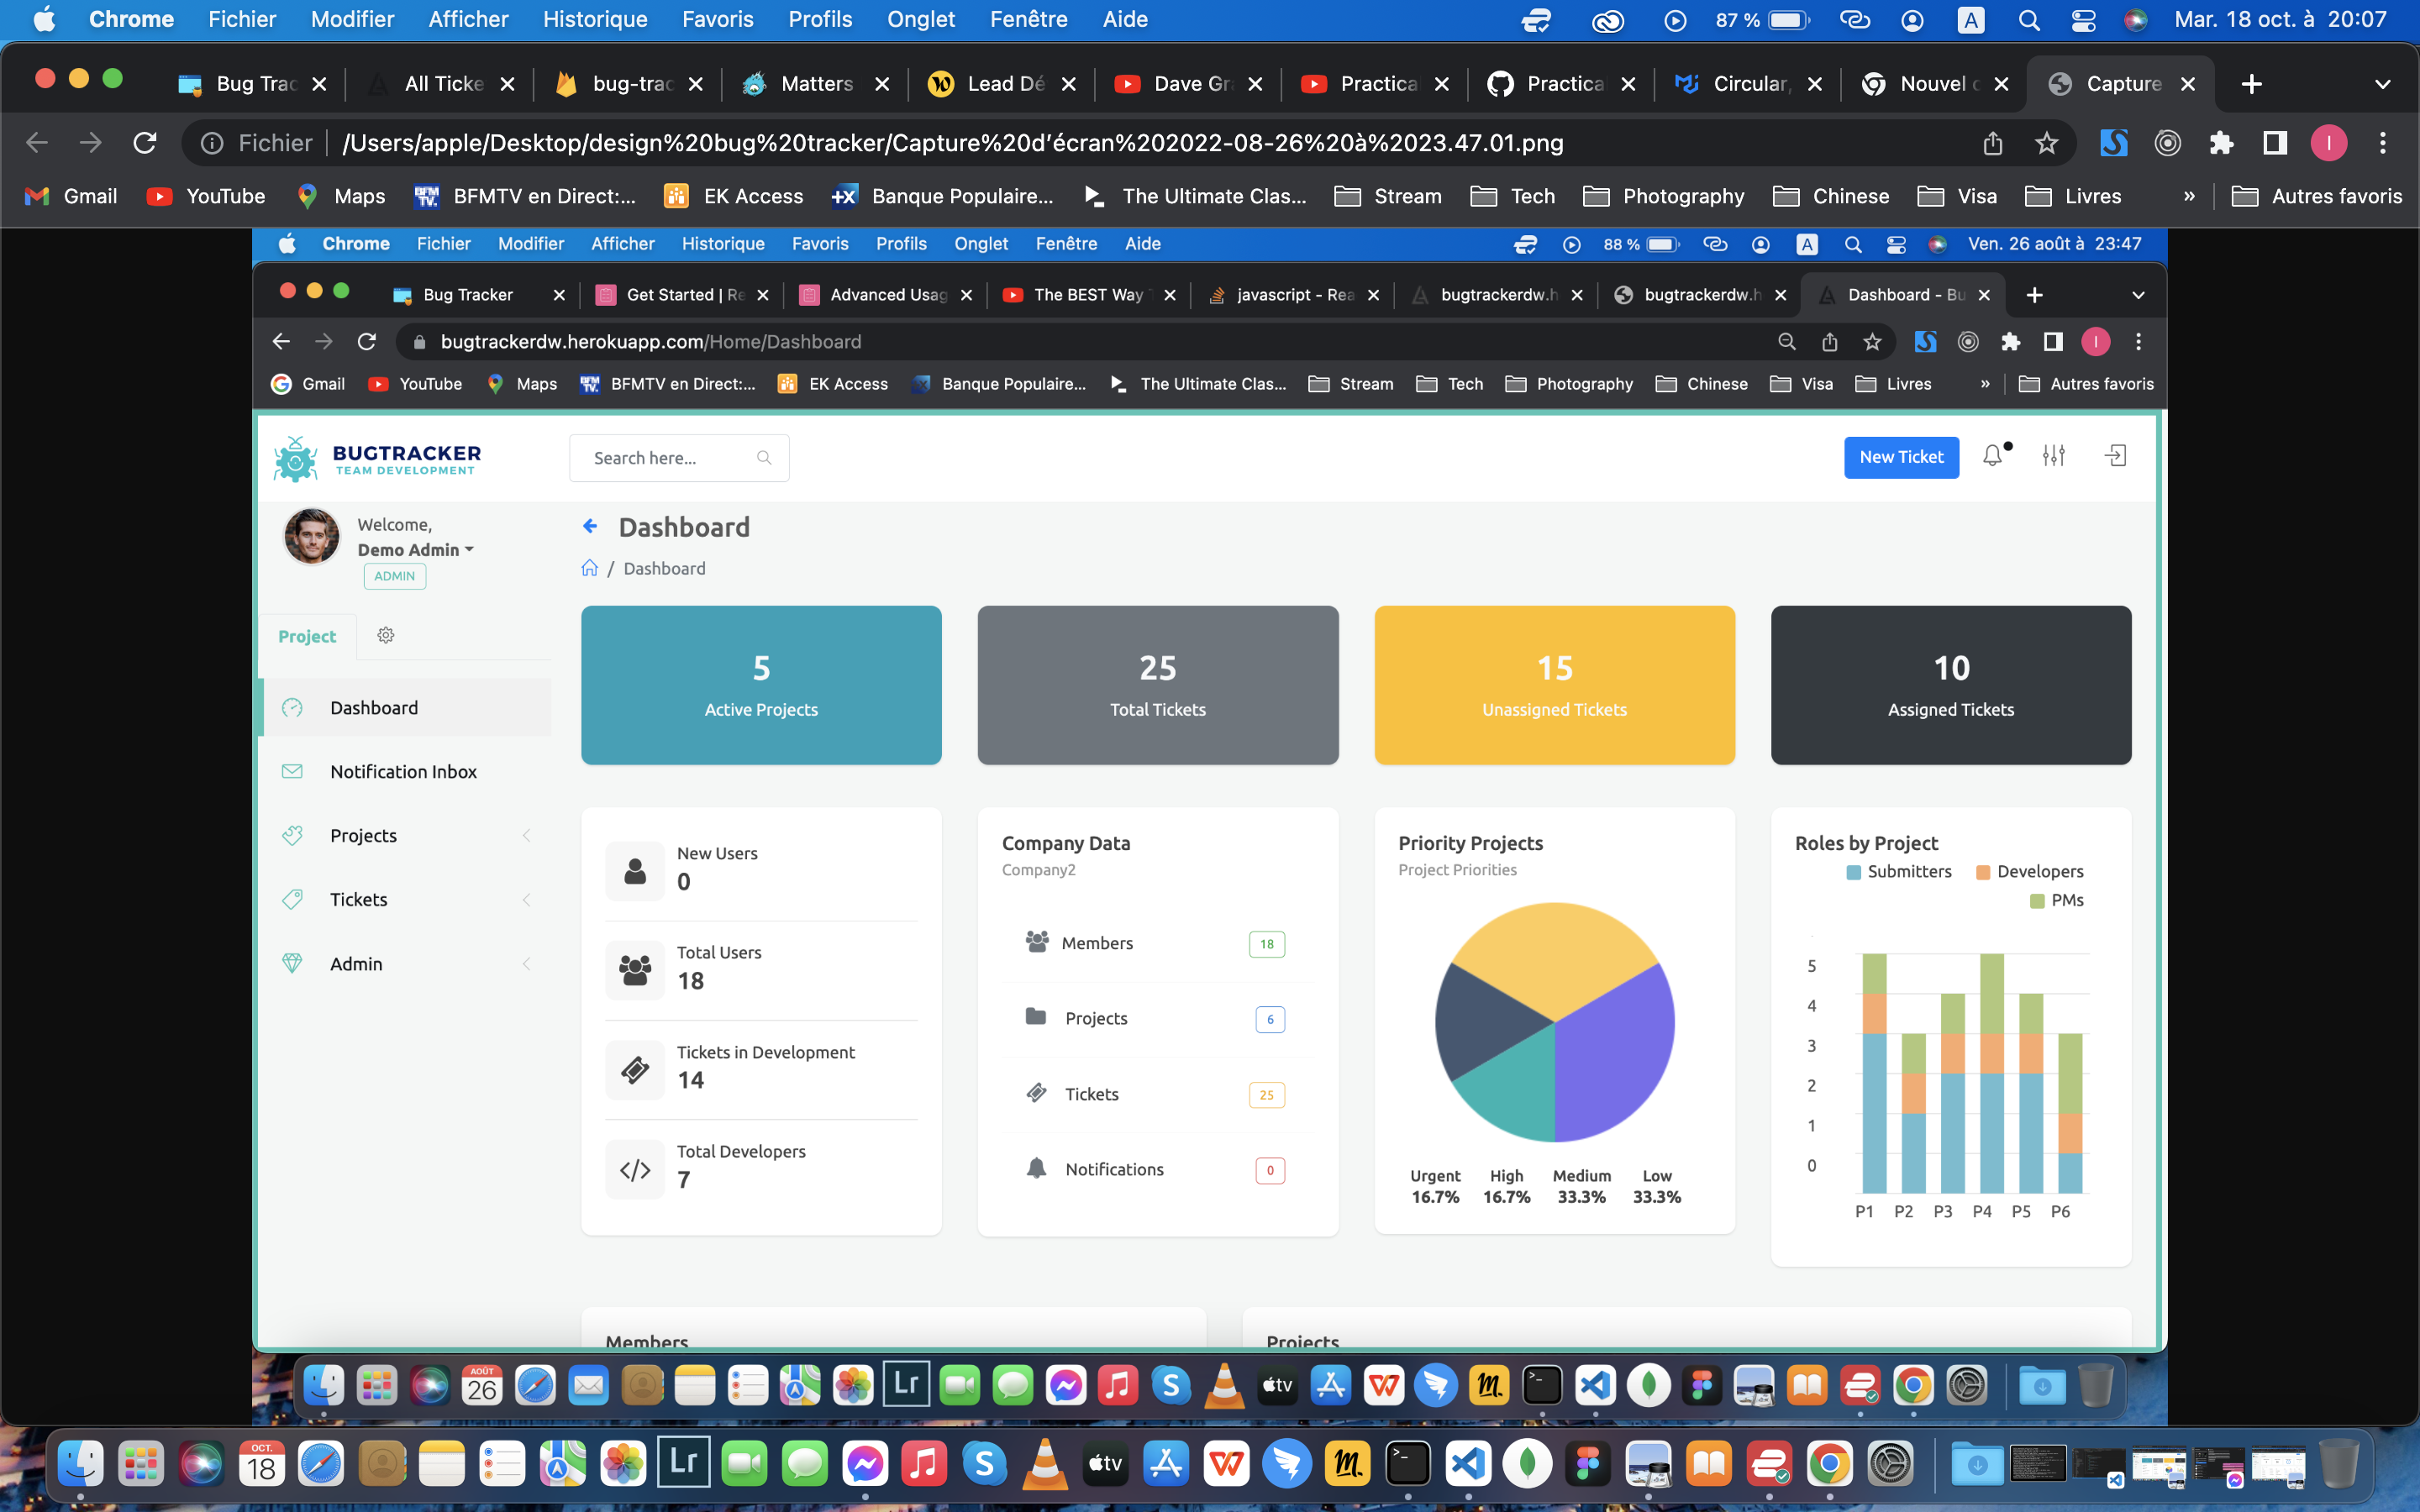 Chrome Fichier Modifier Afficher Historique Favoris Profils Onglet Fenêtre Aide 87 % A Mar. 18 oct. à 20:07
Bug Trac All Ticke bug-trac Matters Lead Dé Dave Gr Practica Practica Circular, Nouvel Capture
Fichier /Users/apple/Desktop/design%20bug%20tracker/Capture%20d'écran%202022-08-26%20à%2023.47.01.png
Gmail YouTube Maps BFMTV en Direct:... EK Access Banque Populaire... The Ultimate Clas... Stream Tech Photography Chinese Visa Livres » Autres favoris
Chrome Fichier Modifier Afficher Historique Favoris Profils Onglet Fenêtre Aide 88 % A Ven. 26 août à 23:47
Bug Tracker Get Started | Re Advanced Usag The BEST Way javascript - Rea bugtrackerdw.h bugtrackerdw.h Dashboard - Bu
bugtrackerdw.herokuapp.com/Home/Dashboard
Gmail YouTube Maps BFMTV en Direct:... EK Access Banque Populaire... The Ultimate Clas... Stream Tech Photography Chinese Visa Livres » Autres favoris
BUGTRACKER
TEAM DEVELOPMENT
Search here...
New Ticket
Welcome,
Demo Admin
ADMIN
Project
Dashboard
Notification Inbox
Projects
Tickets
Admin
Dashboard
/ Dashboard
5
Active Projects
25
Total Tickets
15
Unassigned Tickets
10
Assigned Tickets
New Users
0
Total Users
18
Tickets in Development
14
Total Developers
7
Company Data
Company2
Members 18
Projects 6
Tickets 25
Notifications 0
Priority Projects
Project Priorities
Urgent High Medium Low
16.7% 16.7% 33.3% 33.3%
Roles by Project
Submitters Developers
PMs
5
4
3
2
1
0
P1 P2 P3 P4 P5 P6
Members
Projects
AOÛT
26
Lr
tv
OCT.
18
Lr
tv